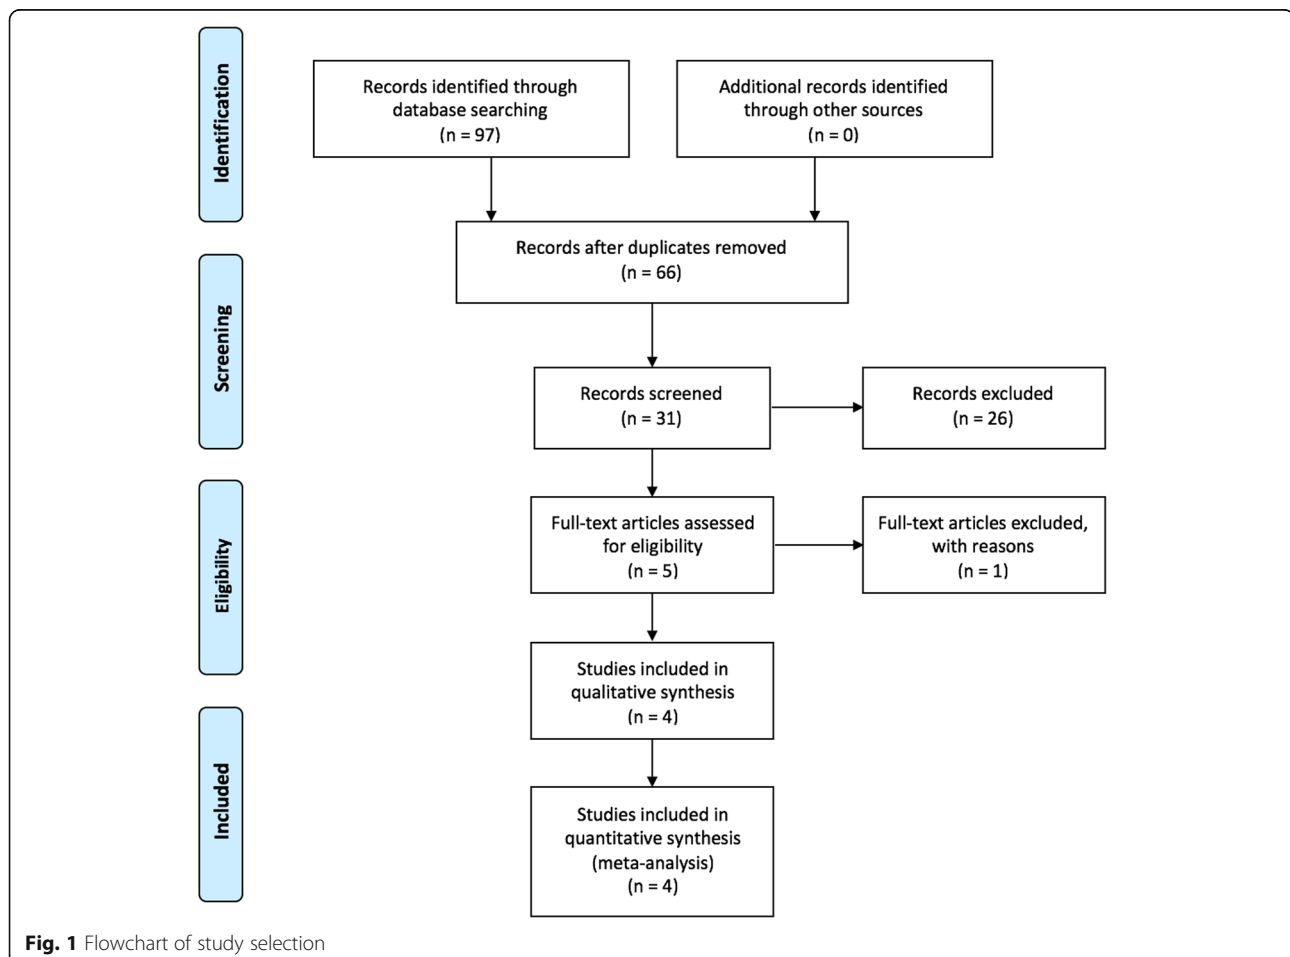 Identification
Records identified through
database searching
(n = 97)
Additional records identified
through other sources
(n = 0)
Records after duplicates removed
(n = 66)
Screening
Records screened
(n = 31)
Records excluded
(n = 26)
Eligibility
Full-text articles assessed
for eligibility
(n = 5)
Full-text articles excluded,
with reasons
(n = 1)
Studies included in
qualitative synthesis
(n = 4)
Included
Studies included in
quantitative synthesis
(meta-analysis)
(n = 4)
Fig. 1 Flowchart of study selection